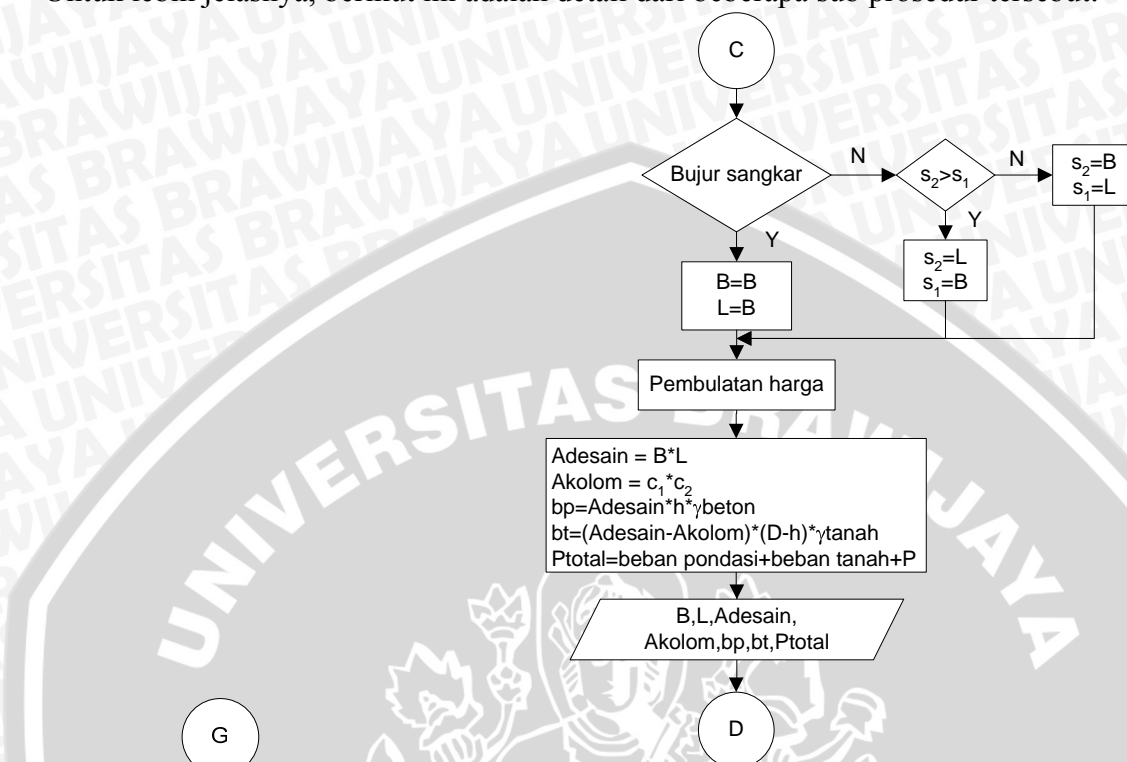 Untuk lebih jelasnya, berikut ini adalah detail dari beberapa sub prosedur tersebut.
C
Bujur sangkar
N
s₂>s₁
N
s₂=B
s₁=L
Y
Y
s₂=L
s₁=B
B=B
L=B
Pembulatan harga
Adesain = B*L
Akolom = c₁*c₂
bp=Adesain*h*γbeton
bt=(Adesain-Akolom)*(D-h)*γtanah
Ptotal=beban pondasi+beban tanah+P
B,L,Adesain,
Akolom,bp,bt,Ptotal
G
D
UNIVERSITAS BRAWIJAYA